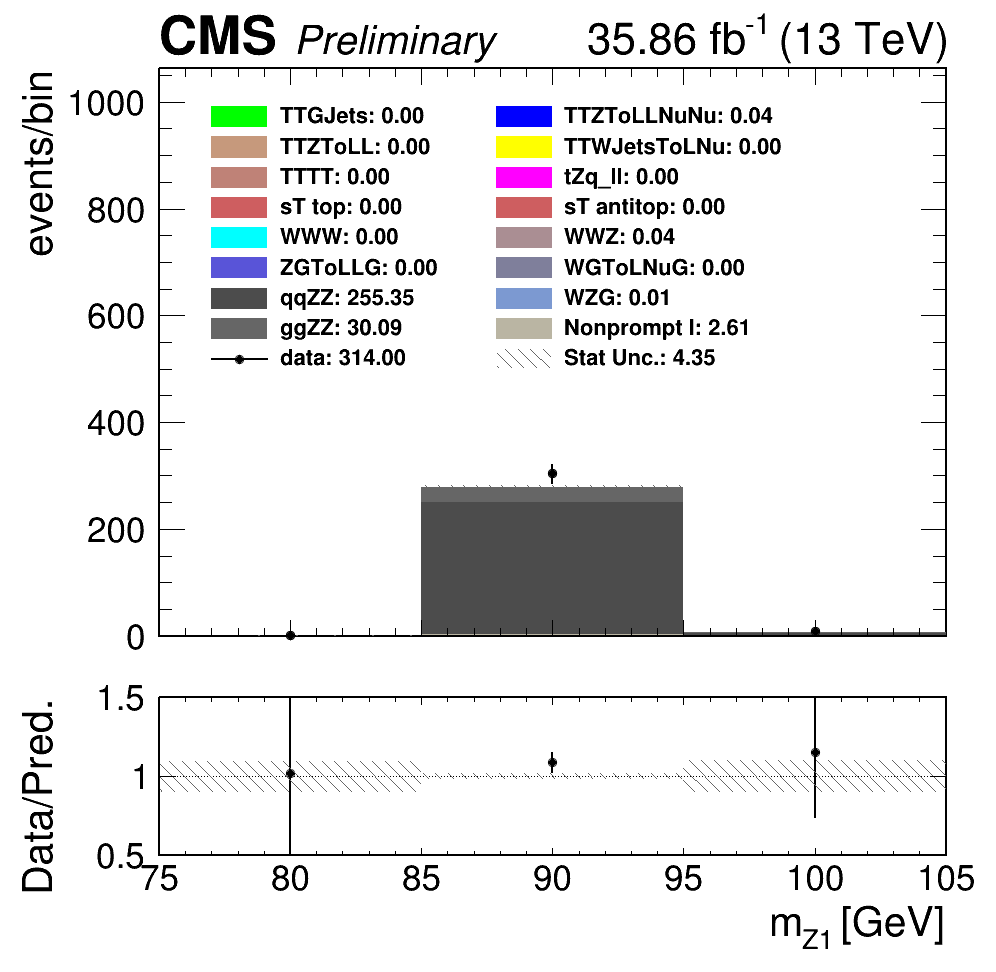 CMS Preliminary 35.86 fb-1 (13 TeV)
events/bin
1000
800
600
400
200
0
TTGJets: 0.00
TTZToLLNuNu: 0.04
TTZToLL: 0.00
TTWJetsToLNu: 0.00
TTTT: 0.00
tZq_ll: 0.00
sT top: 0.00
sT antitop: 0.00
WWW: 0.00
WWZ: 0.04
ZGToLLG: 0.00
WGToLNuG: 0.00
qqZZ: 255.35
WZG: 0.01
ggZZ: 30.09
Nonprompt l: 2.61
data: 314.00
Stat Unc.: 4.35
Data/Pred.
1.5
1
0.5
75 80 85 90 95 100 105
mZ1 [GeV]